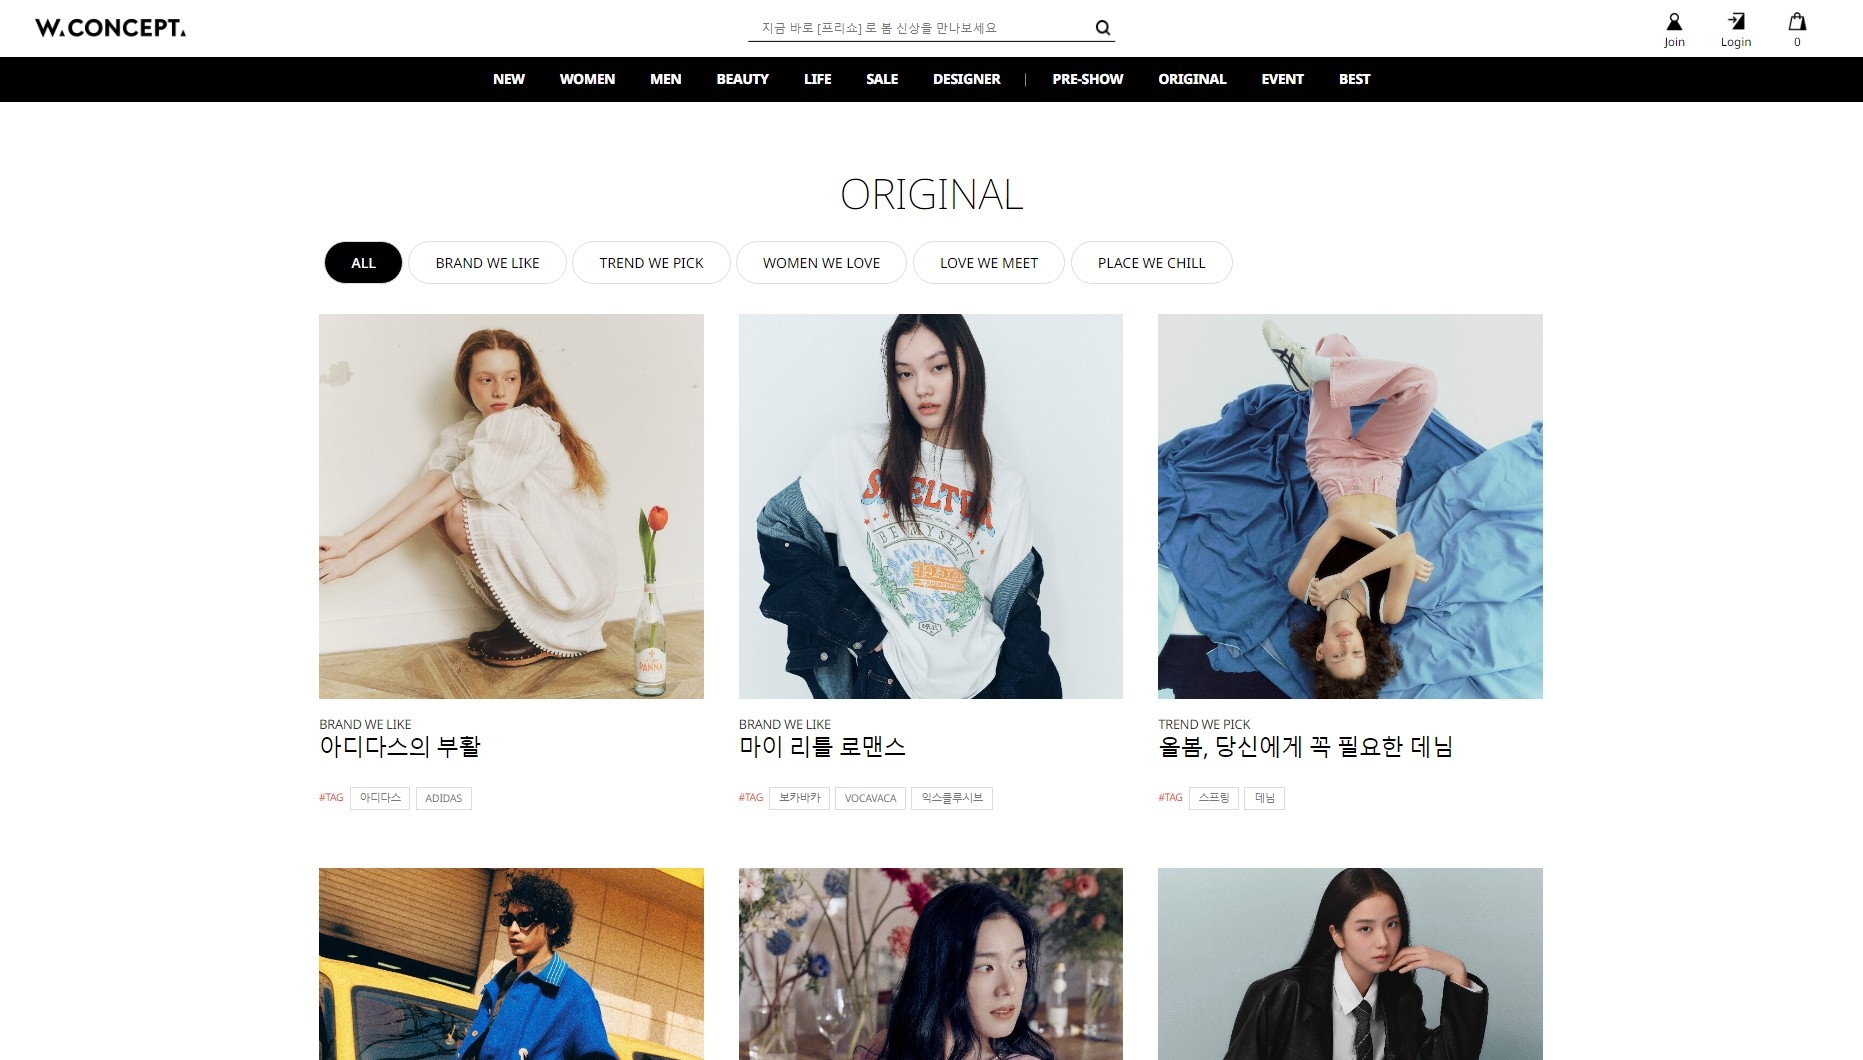 W.CONCEPT.
지금 바로 [프리쇼] 로 봄 신상을 만나보세요
Join
Login
0
NEW WOMEN MEN BEAUTY LIFE SALE DESIGNER | PRE-SHOW ORIGINAL EVENT BEST
ORIGINAL
ALL BRAND WE LIKE TREND WE PICK WOMEN WE LOVE LOVE WE MEET PLACE WE CHILL
PANNA
SHELTER
BE MYSELF
BRAND WE LIKE
아디다스의 부활
#TAG 아디다스 ADIDAS
BRAND WE LIKE
마이 리틀 로맨스
#TAG 보카바카 VOCAVACA 익스클루시브
TREND WE PICK
올봄, 당신에게 꼭 필요한 데님
#TAG 스프링 데님